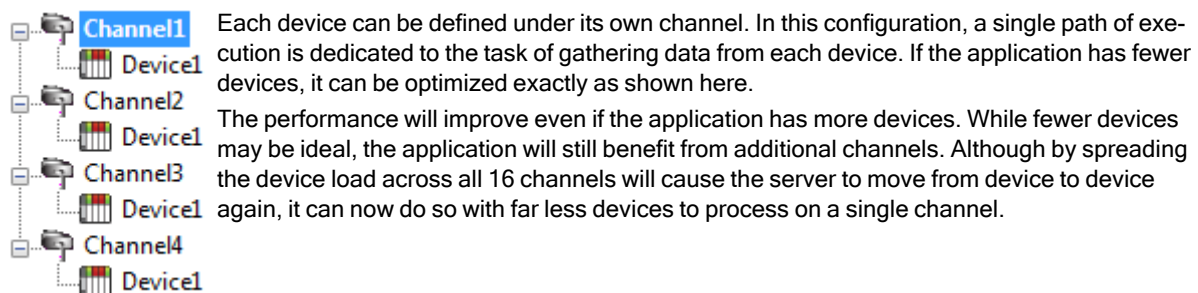 Channel1
Device1
Channel2
Device1
Channel3
Device1
Channel4
Device1
Each device can be defined under its own channel. In this configuration, a single path of exe-
cution is dedicated to the task of gathering data from each device. If the application has fewer
devices, it can be optimized exactly as shown here.
The performance will improve even if the application has more devices. While fewer devices
may be ideal, the application will still benefit from additional channels. Although by spreading
the device load across all 16 channels will cause the server to move from device to device
again, it can now do so with far less devices to process on a single channel.